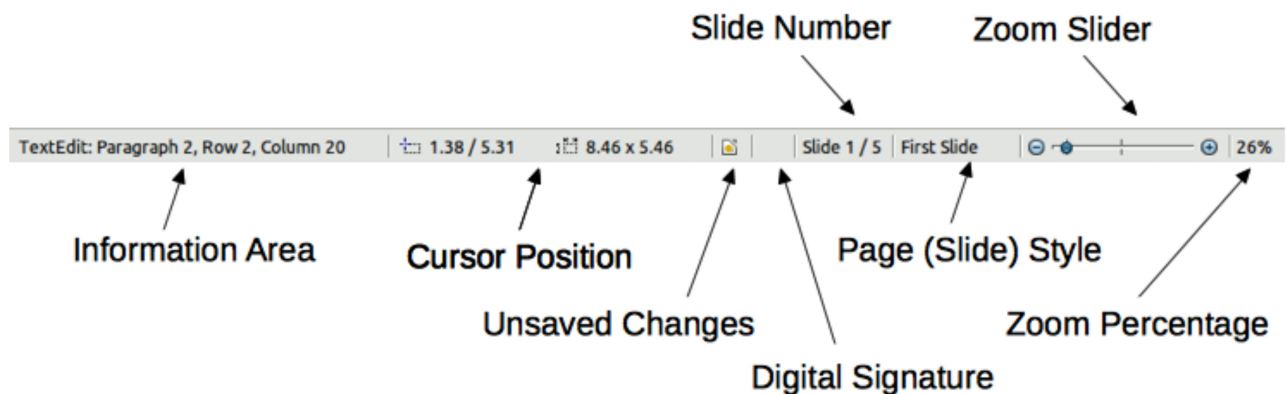 Slide Number
Zoom Slider
TextEdit: Paragraph 2, Row 2, Column 20 1.38 / 5.31 8.46 x 5.46 Slide 1 / 5 First Slide 26%
Information Area
Cursor Position
Page (Slide) Style
Unsaved Changes
Zoom Percentage
Digital Signature